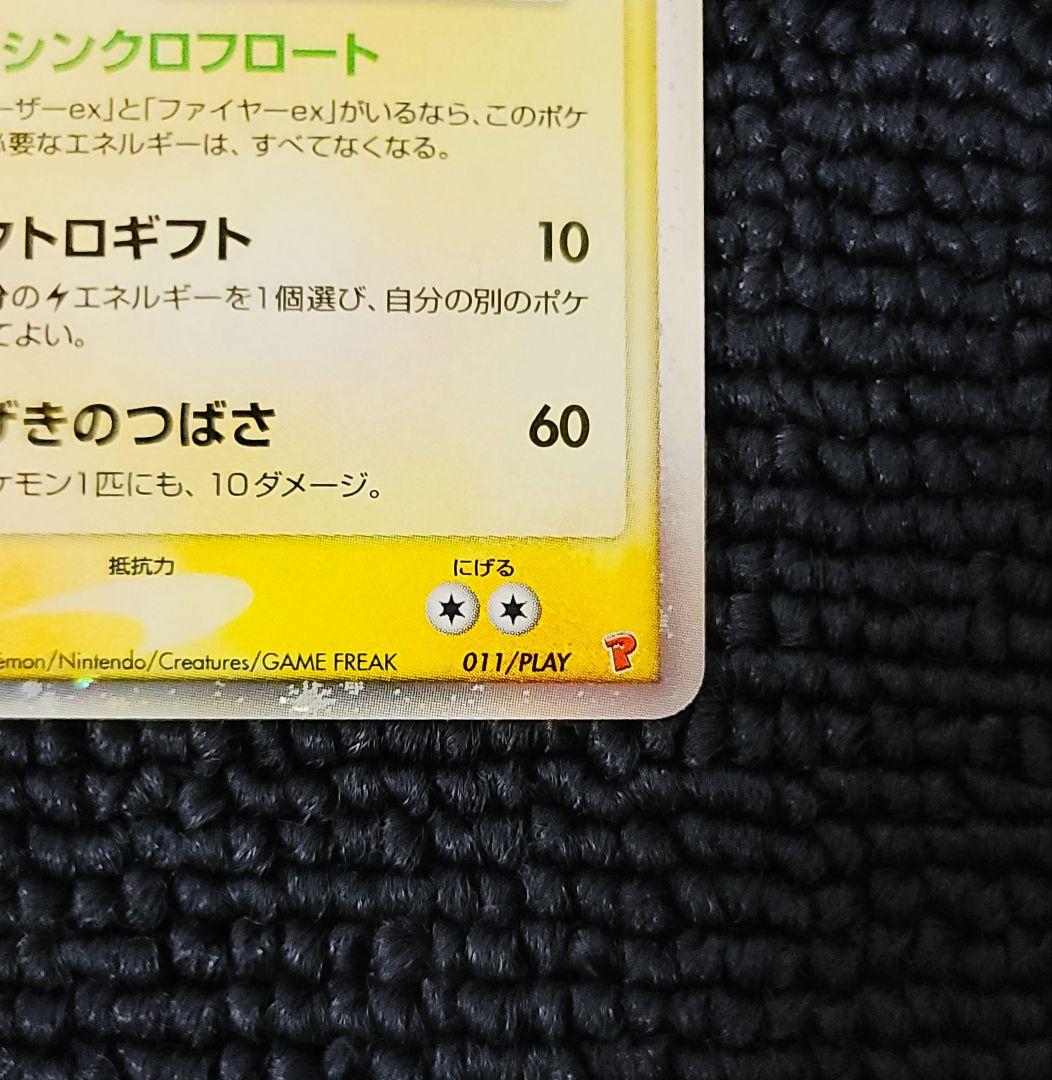 シンクロフロート
ーザーex」と「ファイヤーex」がいるなら、このポケ
必要なエネルギーは、すべてなくなる。
クトロギフト 10
分のエネルギーを1個選び、自分の別のポケ
てよい。
げきのつばさ 60
ケモン1匹にも、10ダメージ。
抵抗力 にげる
émon/Nintendo/Creatures/GAME FREAK 011/PLAY P